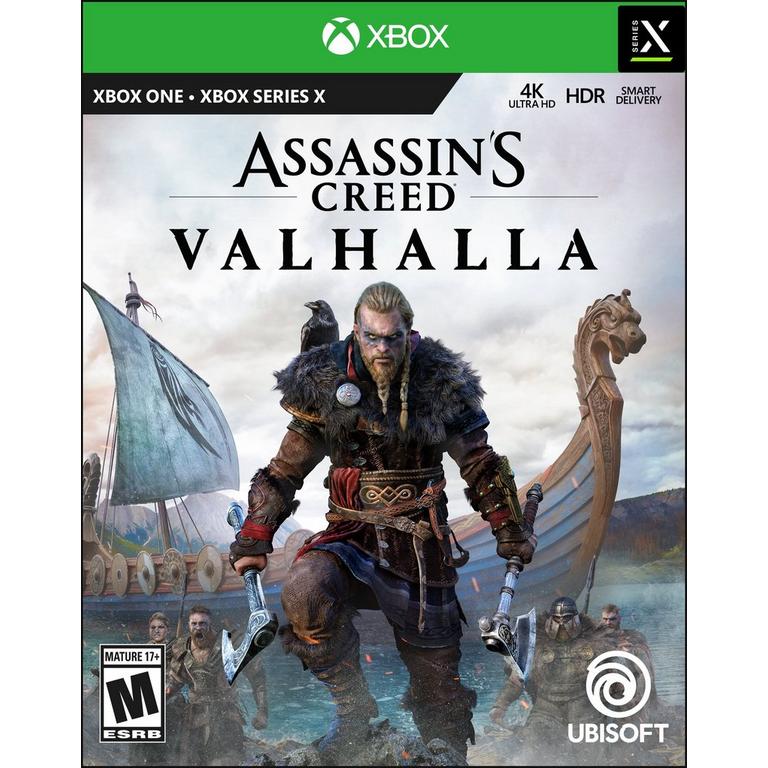 XBOX
SERIES X
XBOX ONE • XBOX SERIES X
4K
ULTRA HD
HDR
SMART
DELIVERY
ASSASSIN'S
CREED®
VALHALLA
MATURE 17+
M
ESRB
UBISOFT